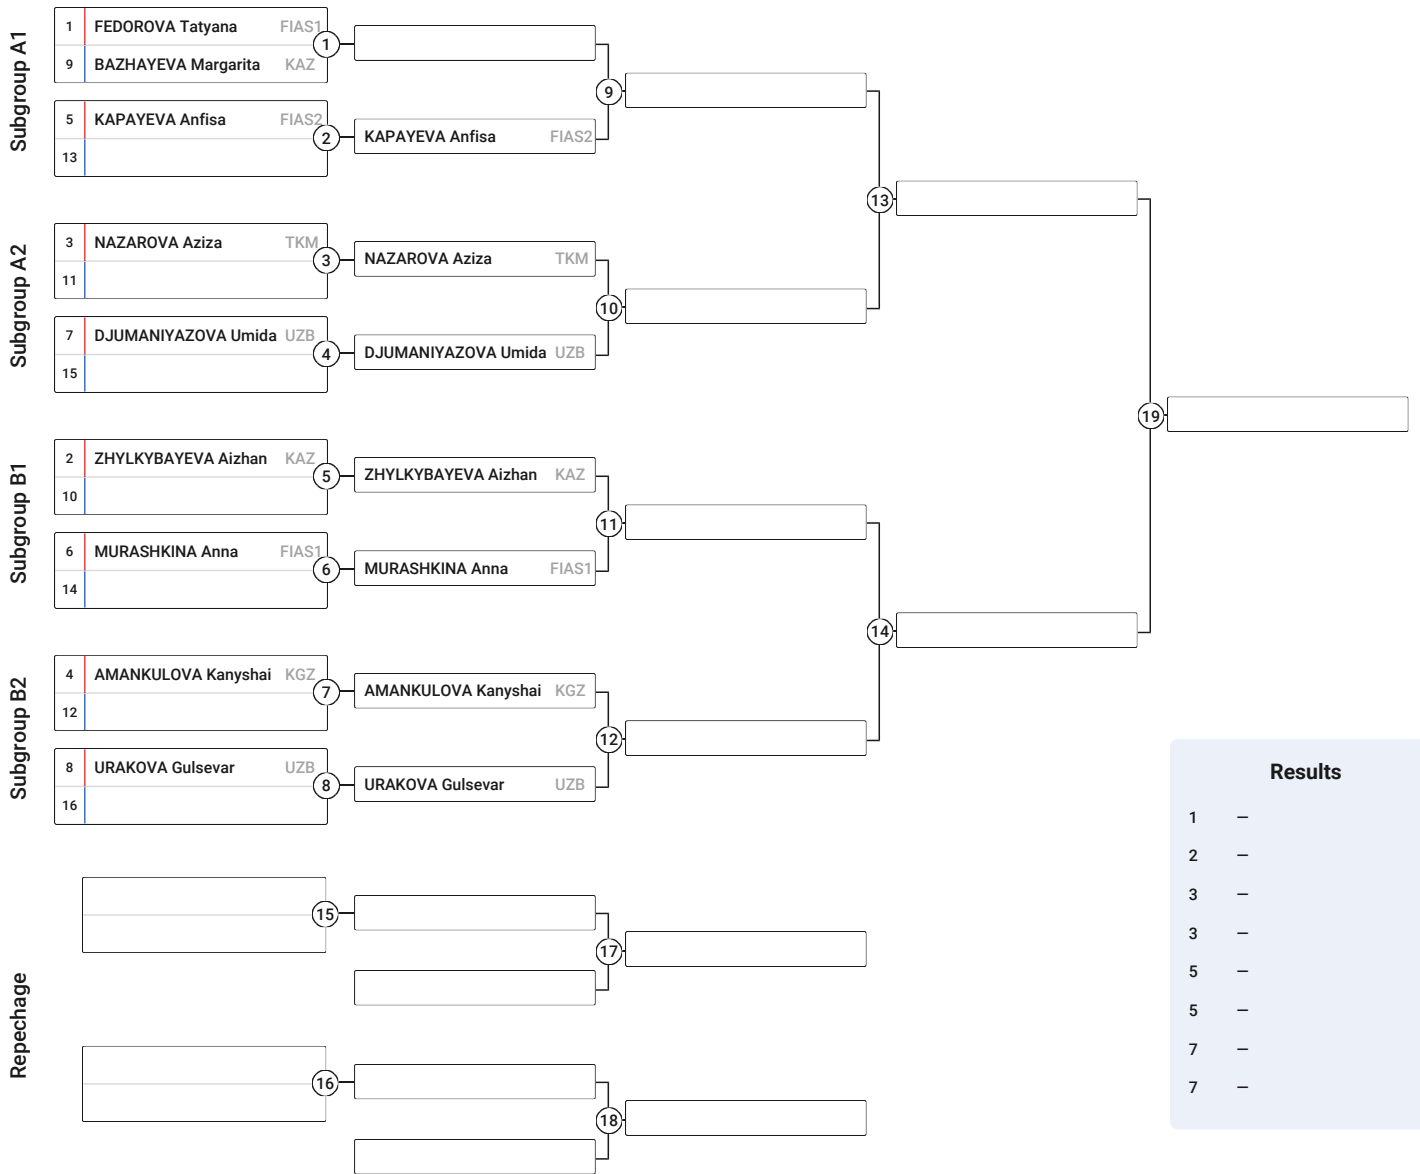 Subgroup A1
1 FEDOROVA Tatyana FIAS1
9 BAZHAYEVA Margarita KAZ
1
5 KAPAYEVA Anfisa FIAS2
13
2
KAPAYEVA Anfisa FIAS2
9
Subgroup A2
3 NAZAROVA Aziza TKM
11
3
NAZAROVA Aziza TKM
7 DJUMANIYAZOVA Umida UZB
15
4
DJUMANIYAZOVA Umida UZB
10
13
Subgroup B1
2 ZHYLKYBAYEVA Aizhan KAZ
10
5
ZHYLKYBAYEVA Aizhan KAZ
6 MURASHKINA Anna FIAS1
14
6
MURASHKINA Anna FIAS1
11
Subgroup B2
4 AMANKULOVA Kanyshai KGZ
12
7
AMANKULOVA Kanyshai KGZ
8 URAKOVA Gulsevar UZB
16
8
URAKOVA Gulsevar UZB
12
14
19
Repechage
15
17
16
18
Results
1 –
2 –
3 –
3 –
5 –
5 –
7 –
7 –